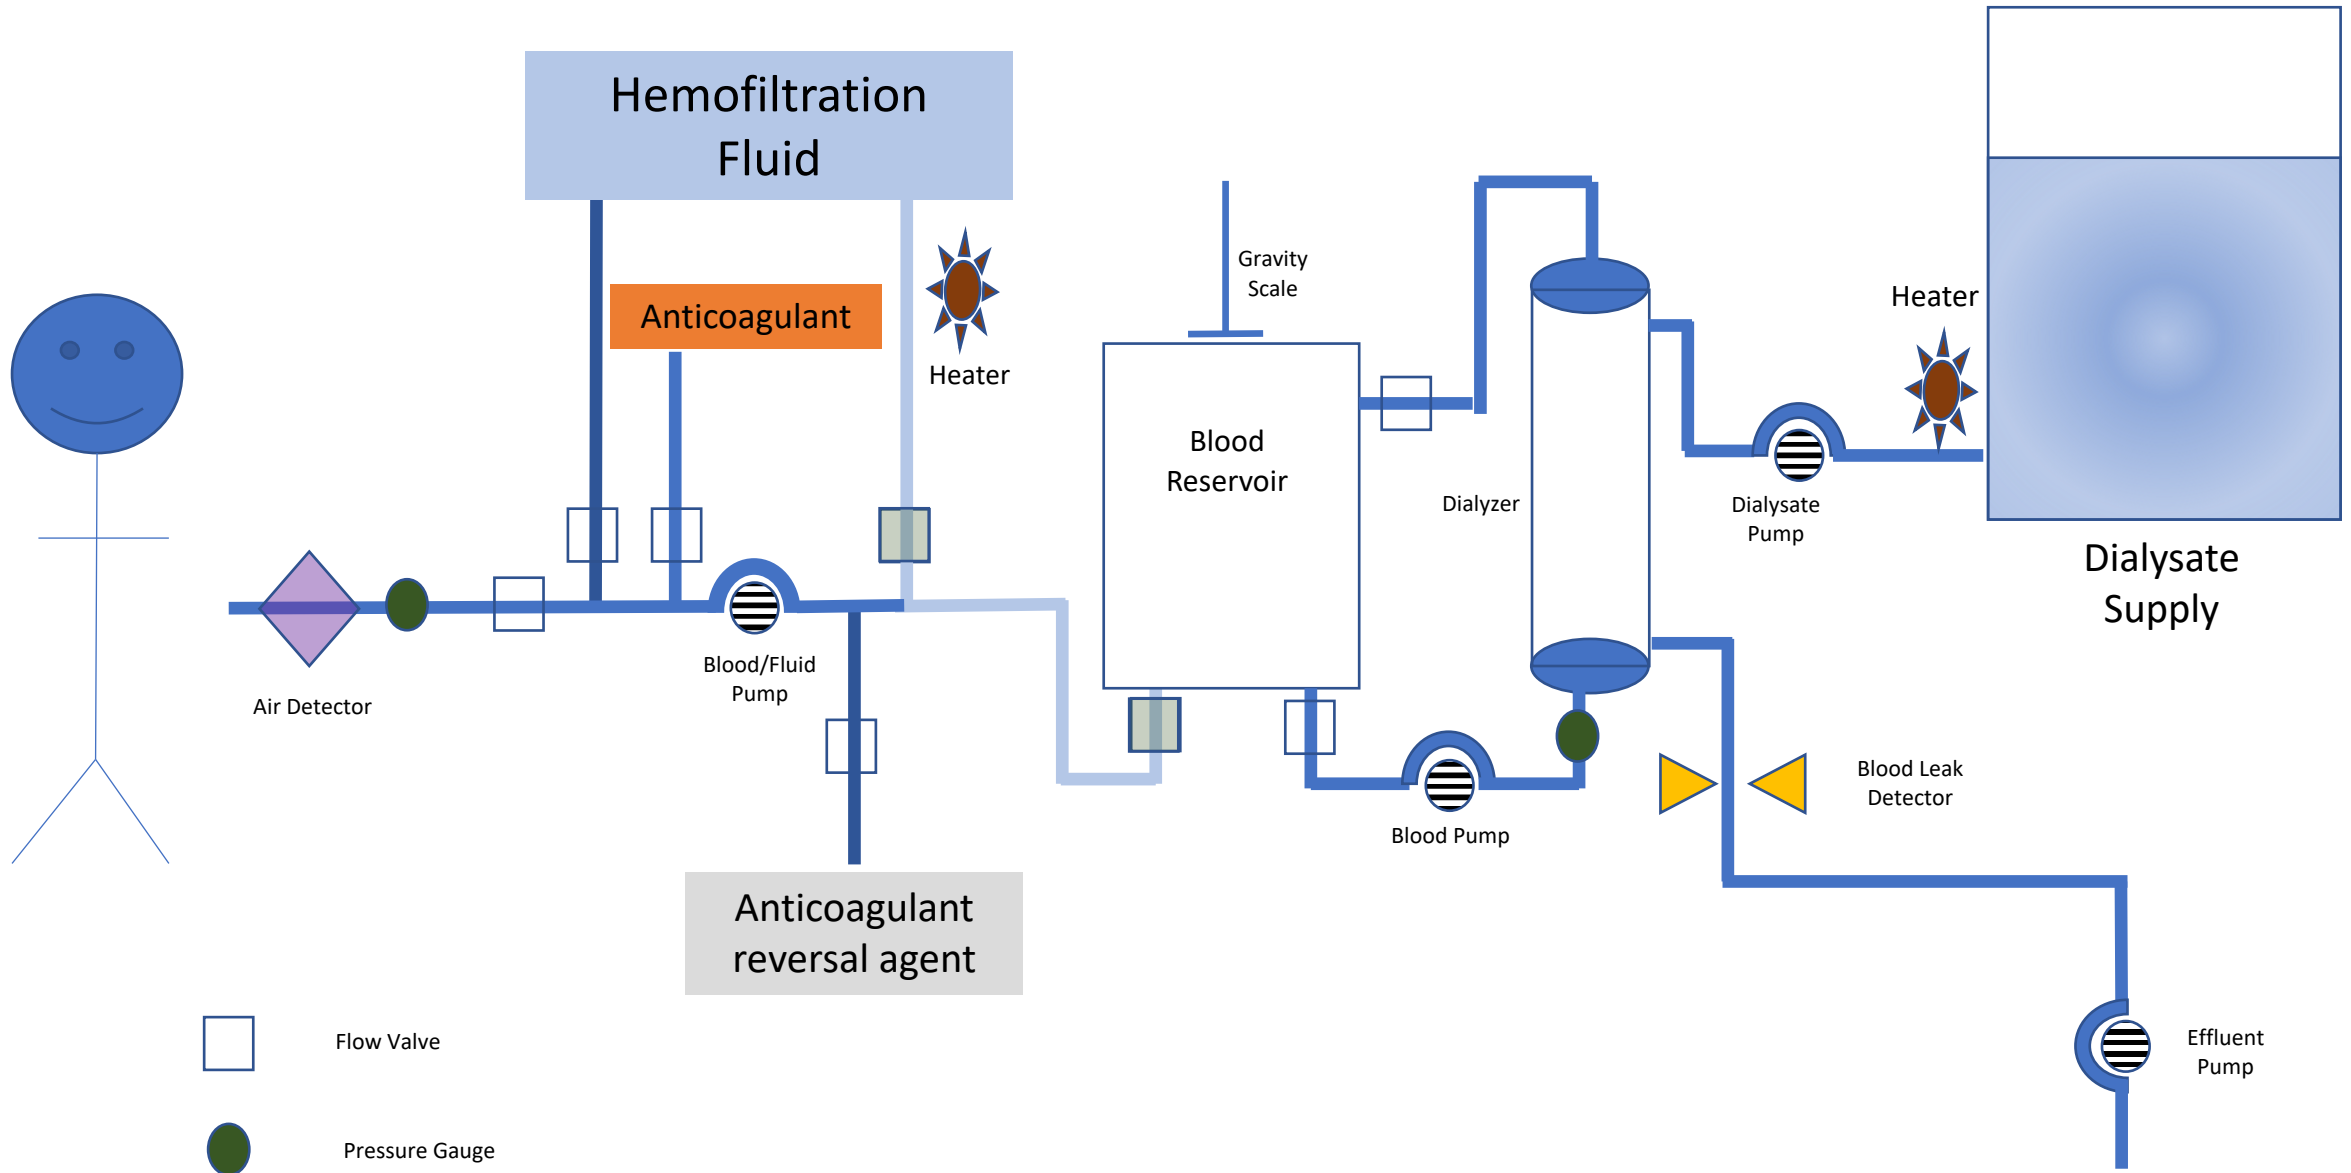 Hemofiltration
Fluid
Anticoagulant
Heater
Gravity
Scale
Blood
Reservoir
Dialyzer
Heater
Dialysate
Pump
Dialysate
Supply
Air Detector
Blood/Fluid
Pump
Blood Pump
Blood Leak
Detector
Anticoagulant
reversal agent
Effluent
Pump
Flow Valve
Pressure Gauge